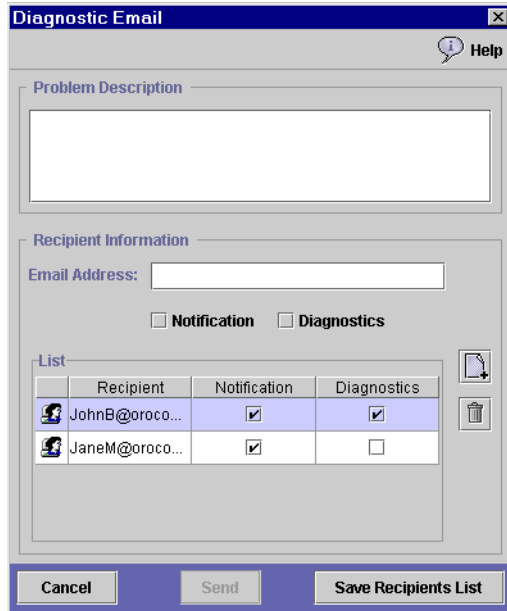 Diagnostic Email
Help
Problem Description
Recipient Information
Email Address:
Notification Diagnostics
List
Recipient Notification Diagnostics
JohnB@oroco...
JaneM@oroco...
Cancel Send Save Recipients List